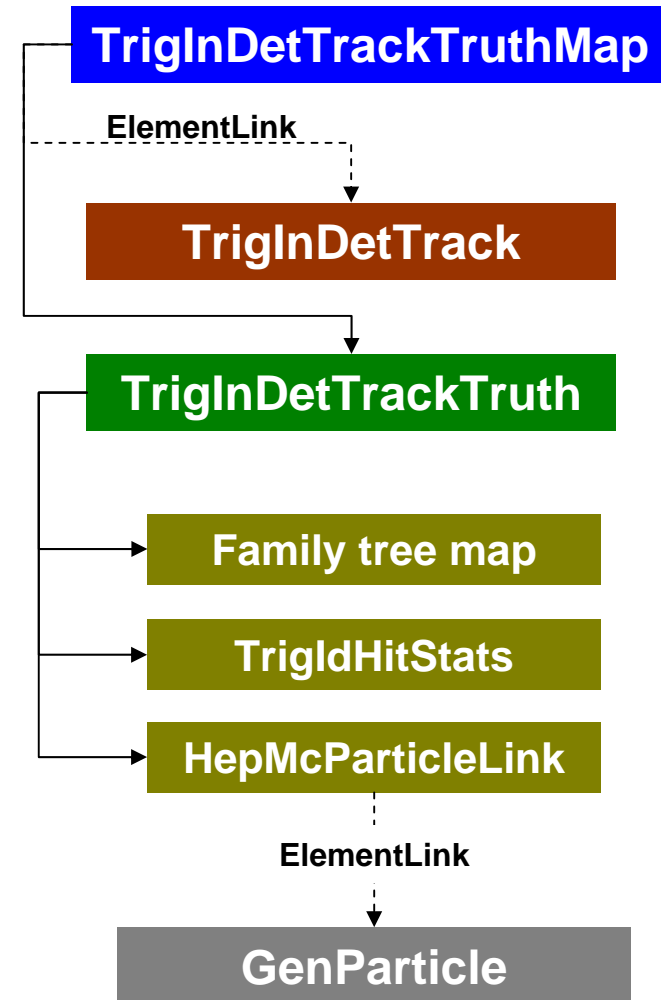 TrigInDetTrackTruthMap
ElementLink
TrigInDetTrack
TrigInDetTrackTruth
Family tree map
TrigIdHitStats
HepMcParticleLink
ElementLink
GenParticle